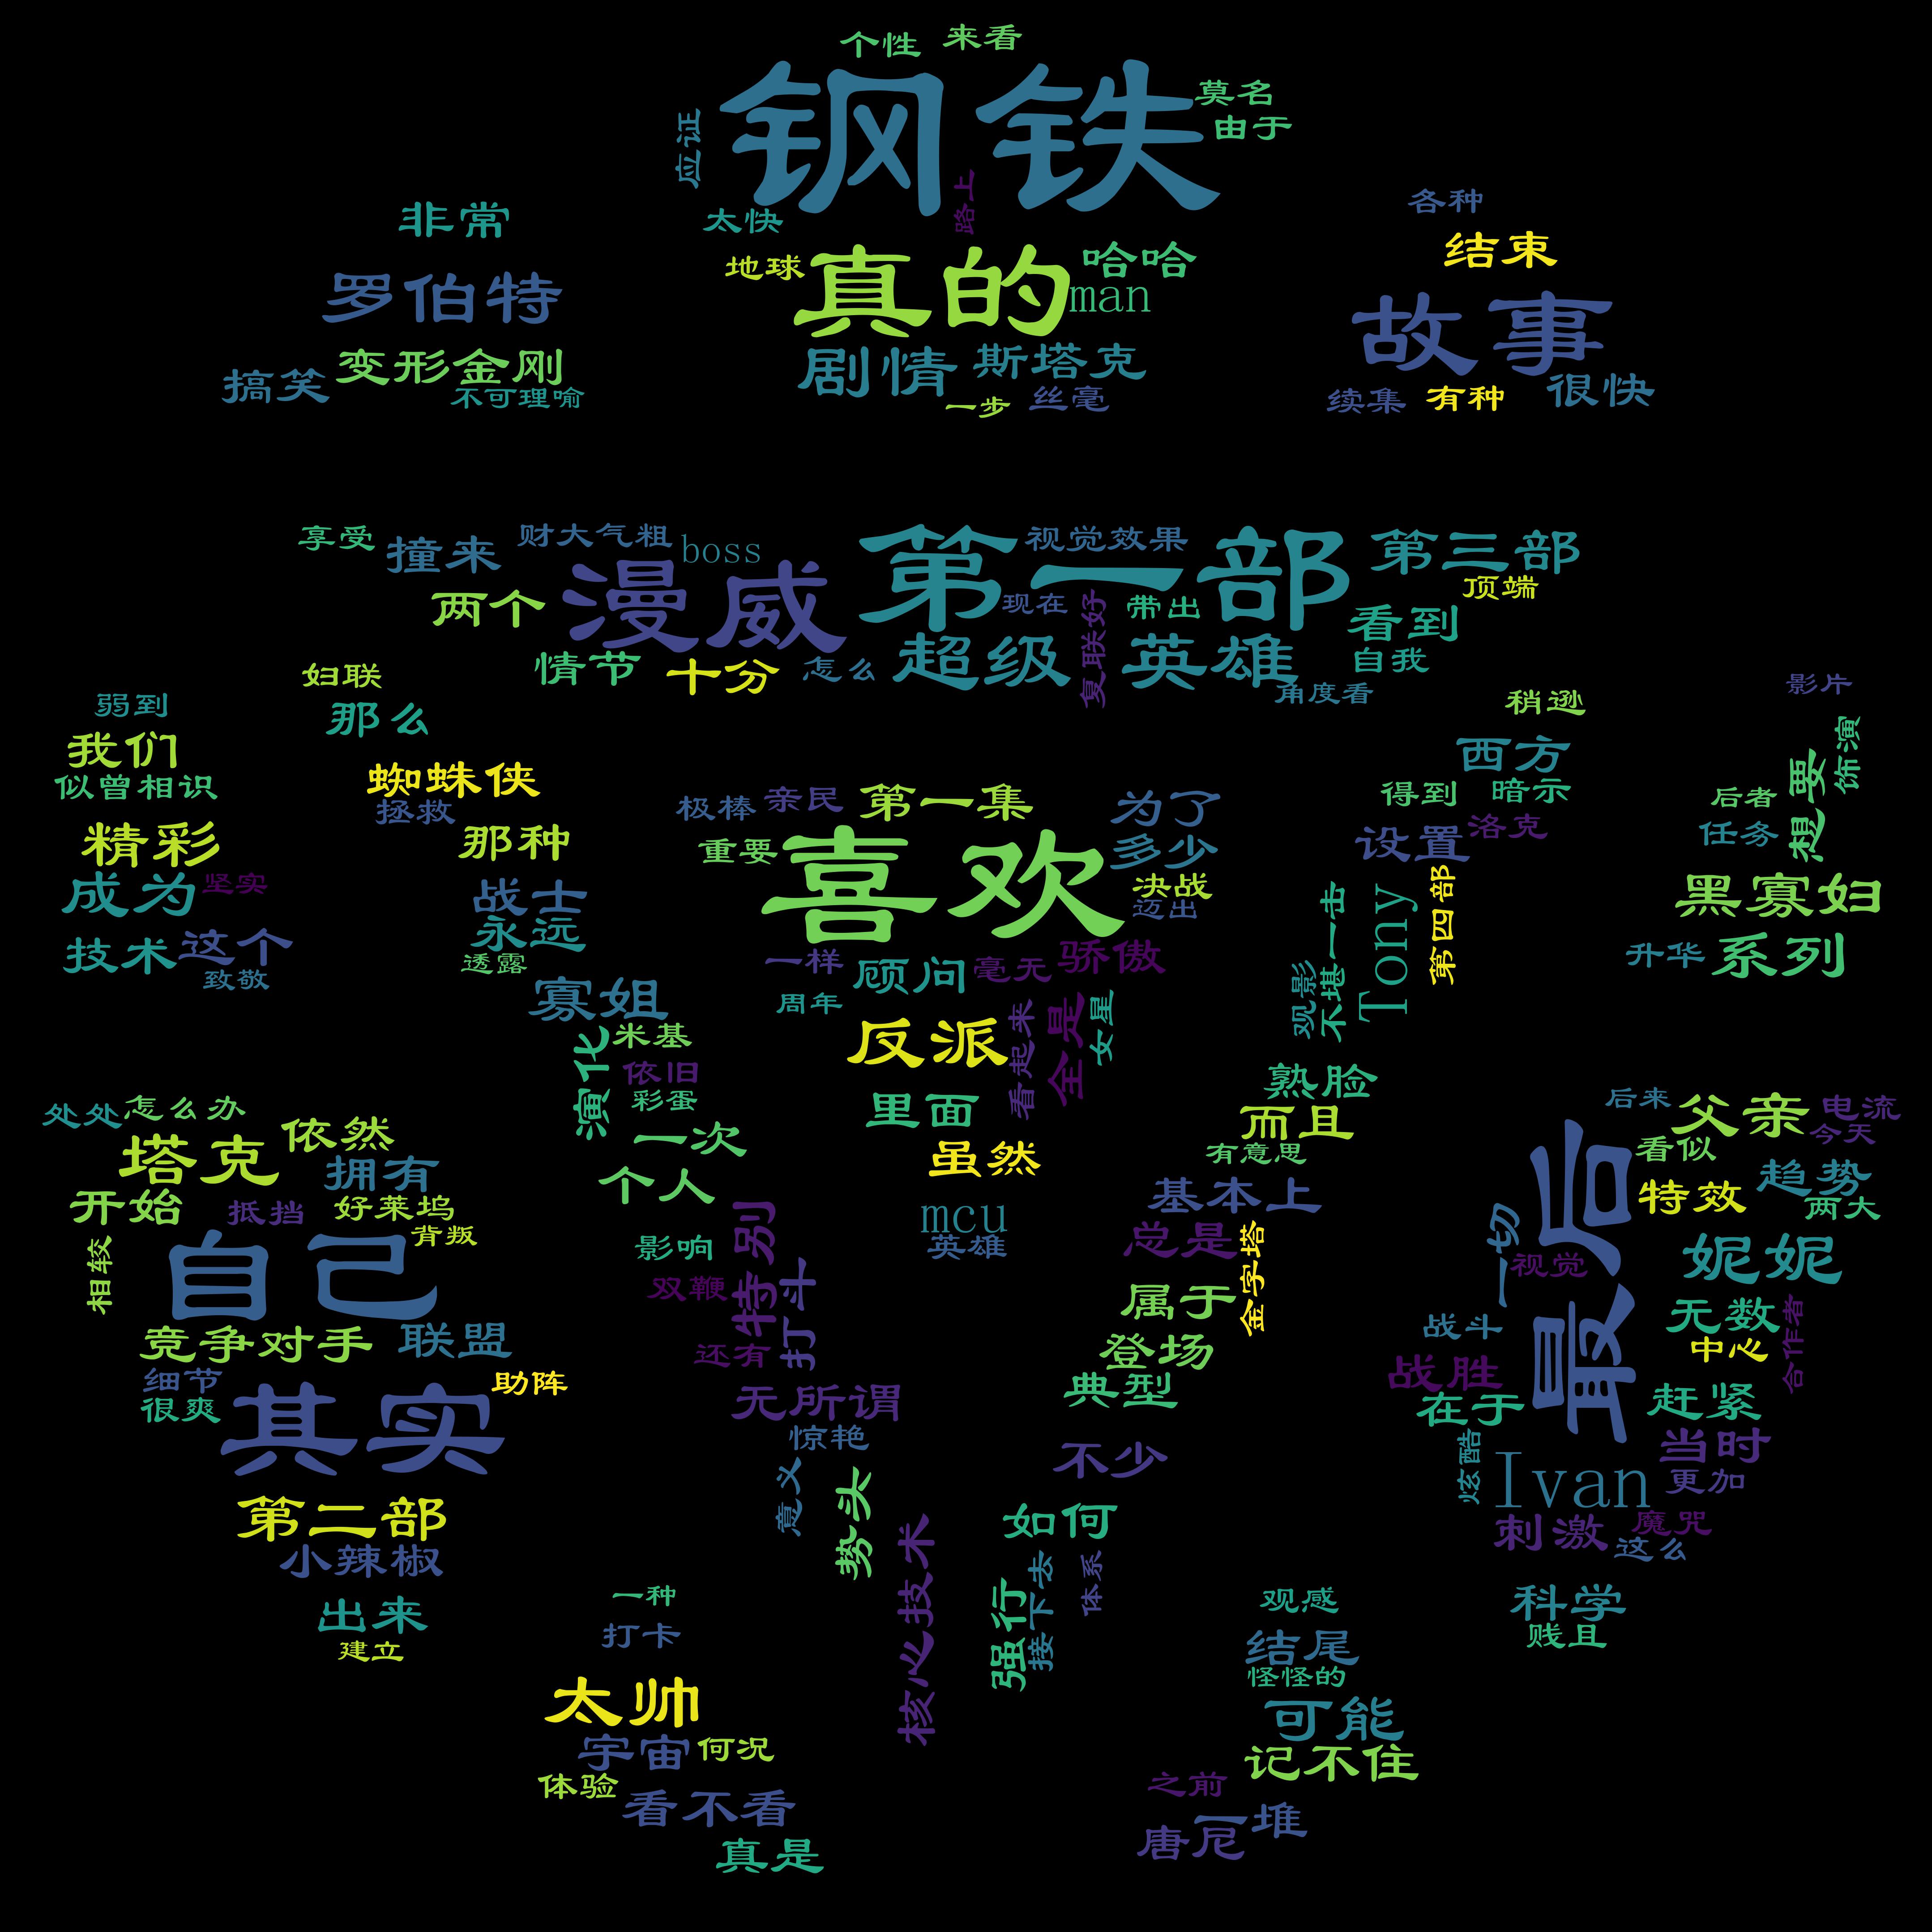 个性 来看
钢铁
莫名
由于
应证
路上
太快
非常
罗伯特
变形金刚
搞笑
不可理喻
地球
真的
哈哈
man
剧情
斯塔克
一步
丝毫
各种
结束
故事
续集
有种
很快
享受
撞来
财大气粗
boss
两个
漫威
第一部
视觉效果
第三部
顶端
现在
复联好
带出
看到
情节
十分
怎么
超级
英雄
自我
角度看
妇联
那么
弱到
我们
似曾相识
蜘蛛侠
拯救
精彩
那种
成为
坚实
战士
技术
这个
永远
致敬
透露
寡姐
极棒
亲民
第一集
为了
重要
喜欢
多少
决战
迈出
一样
顾问
毫无
骄傲
周年
反派
看起来
全是
女星
里面
虽然
mcu
英雄
稍逊
西方
得到
暗示
设置
洛克
不堪一击
Tony
第四部
观影
影片
饰演
想要
后者
任务
黑寡妇
升华
系列
演化
米基
依旧
彩蛋
一次
个人
影响
特别
双鞭
打斗
还有
无所谓
惊艳
意义
势头
核心技术
熟脸
而且
有意思
基本上
总是
金字塔
属于
登场
典型
不少
如何
强行
接下去
体系
处处
怎么办
塔克
依然
拥有
开始
抵挡
好莱坞
背叛
相较
自己
竞争对手
联盟
细节
助阵
很爽
其实
第二部
小辣椒
出来
建立
后来
父亲
电流
今天
看似
最后
趋势
特效
两大
一切
视觉
妮妮
无数
战斗
中心
合作者
战胜
在于
赶紧
炫酷
当时
Ivan
更加
刺激
魔咒
这么
科学
贱且
一种
打卡
太帅
宇宙
何况
体验
看不看
真是
观感
结尾
怪怪的
可能
记不住
之前
一堆
唐尼